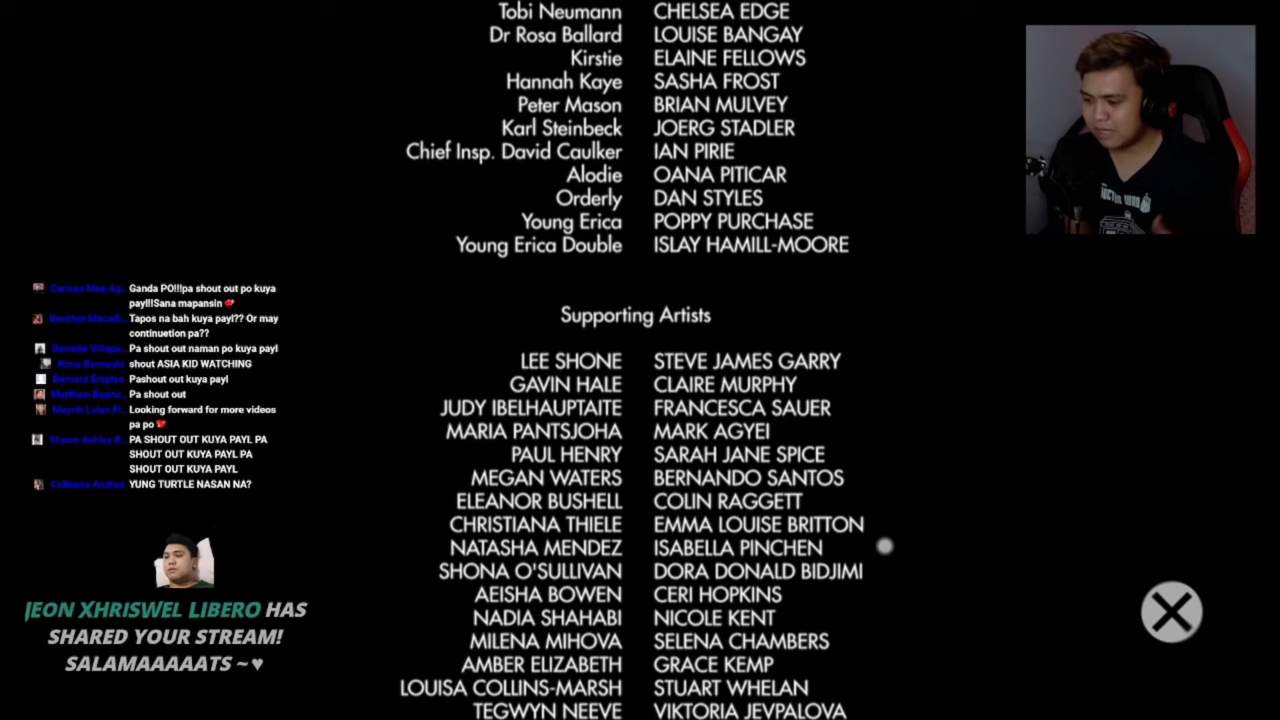 Tobi Neumann CHELSEA EDGE
Dr Rosa Ballard LOUISE BANGAY
Kirstie ELAINE FELLOWS
Hannah Kaye SASHA FROST
Peter Mason BRIAN MULVEY
Karl Steinbeck JOERG STADLER
Chief Insp. David Caulker IAN PIRIE
Alodie OANA PITICAR
Orderly DAN STYLES
Young Erica POPPY PURCHASE
Young Erica Double ISLAY HAMILL-MOORE
Supporting Artists
LEE SHONE STEVE JAMES GARRY
GAVIN HALE CLAIRE MURPHY
JUDY IBELHAUPTAITE FRANCESCA SAUER
MARIA PANTSJOHA MARK AGYEI
PAUL HENRY SARAH JANE SPICE
MEGAN WATERS BERNANDO SANTOS
ELEANOR BUSHELL COLIN RAGGETT
CHRISTIANA THIELE EMMA LOUISE BRITTON
NATASHA MENDEZ ISABELLA PINCHEN
SHONA O'SULLIVAN DORA DONALD BIDJIMI
AEISHA BOWEN CERI HOPKINS
NADIA SHAHABI NICOLE KENT
MILENA MIHOVA SELENA CHAMBERS
AMBER ELIZABETH GRACE KEMP
LOUISA COLLINS-MARSH STUART WHELAN
TEGWYN NEEVE VIKTORIA JEVPALOVA
Ganda PO!!!pa shout out po kuya
payl!!Sana mapansin
Tapos na bah kuya payl?? Or may
continuetion pa??
Pa shout out naman po kuya payl
shout ASIA KID WATCHING
Pashout out kuya payl
Pa shout out
Looking forward for more videos
pa po
PA SHOUT OUT KUYA PAYL PA
SHOUT OUT KUYA PAYL PA
SHOUT OUT KUYA PAYL
YUNG TURTLE NASAN NA?
JEON XHRISWEL LIBERO HAS
SHARED YOUR STREAM!
SALAMAAAAATS ~ ♥